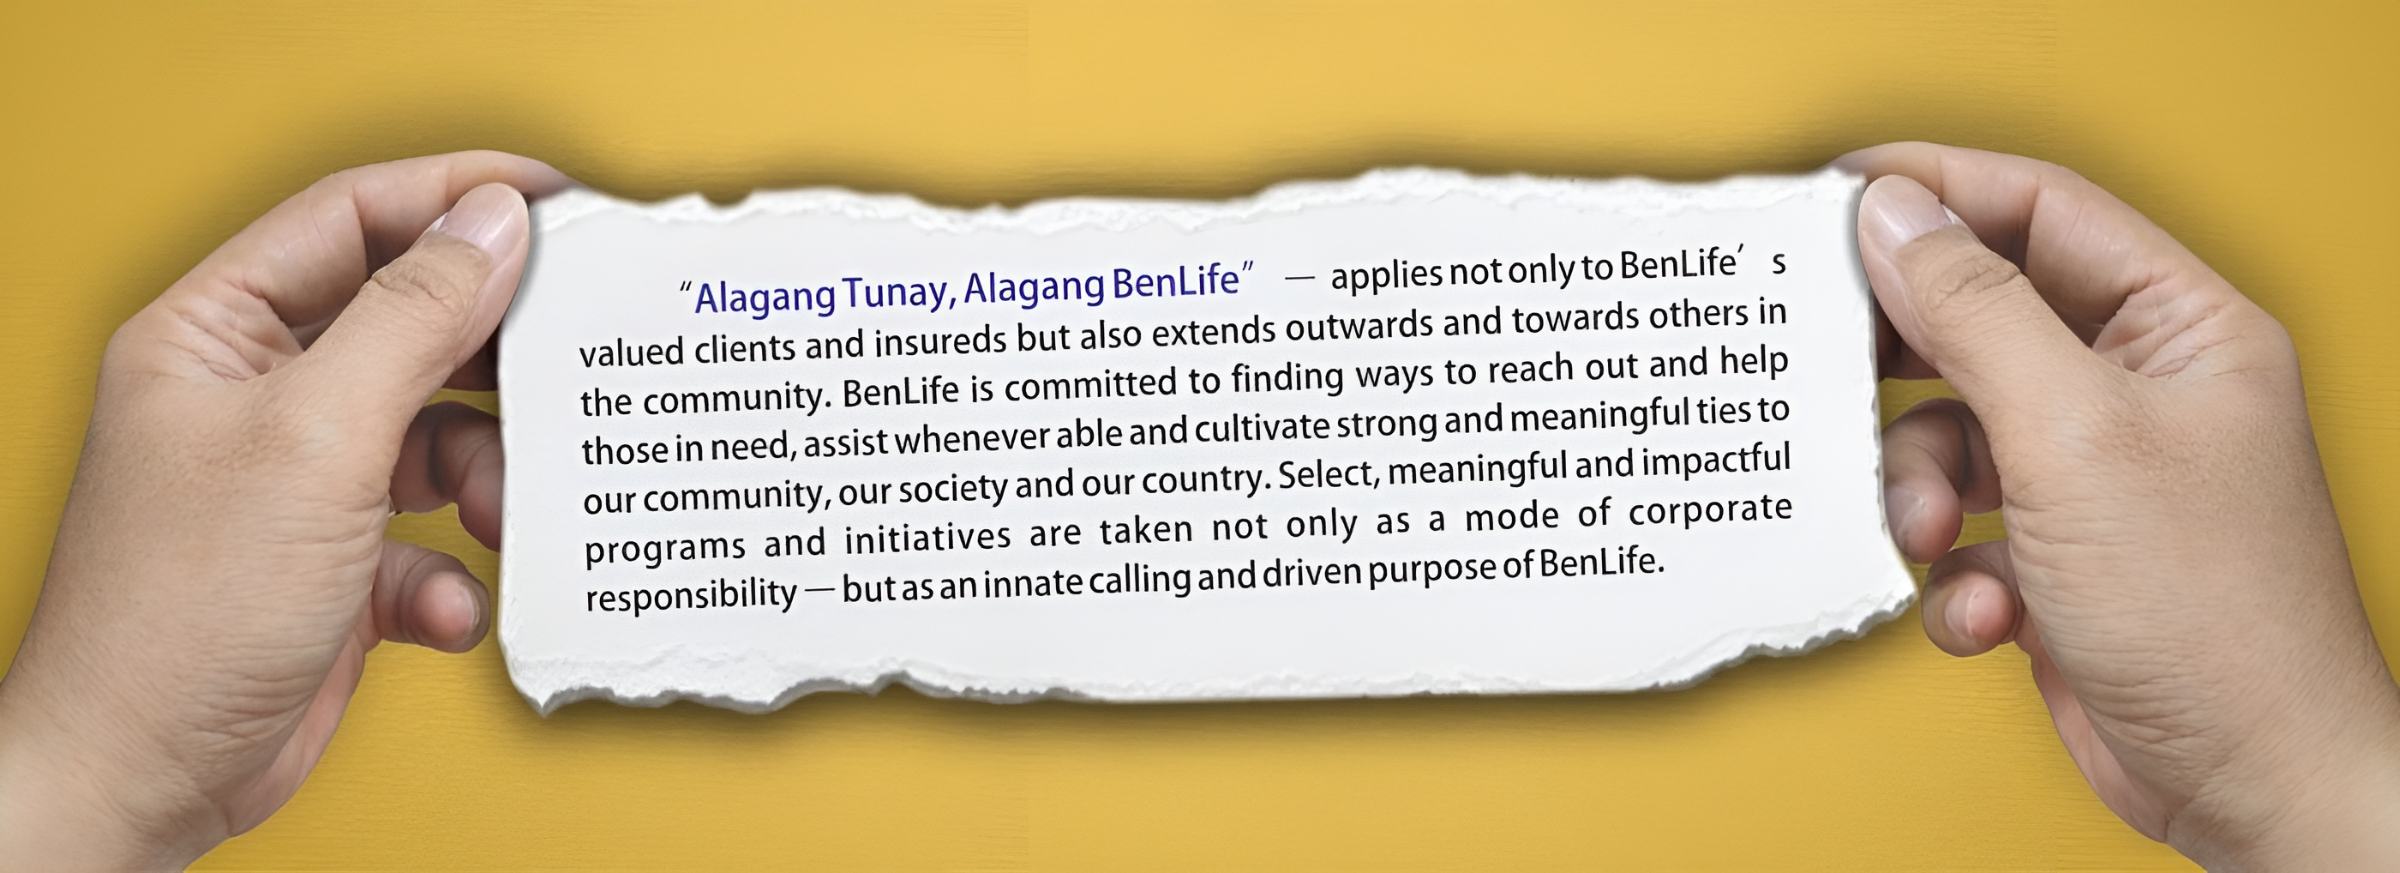 “Alagang Tunay, Alagang BenLife” — applies not only to BenLife’ s
valued clients and insureds but also extends outwards and towards others in
the community. BenLife is committed to finding ways to reach out and help
those in need, assist whenever able and cultivate strong and meaningful ties to
our community, our society and our country. Select, meaningful and impactful
programs and initiatives are taken not only as a mode of corporate
responsibility — but as an innate calling and driven purpose of BenLife.